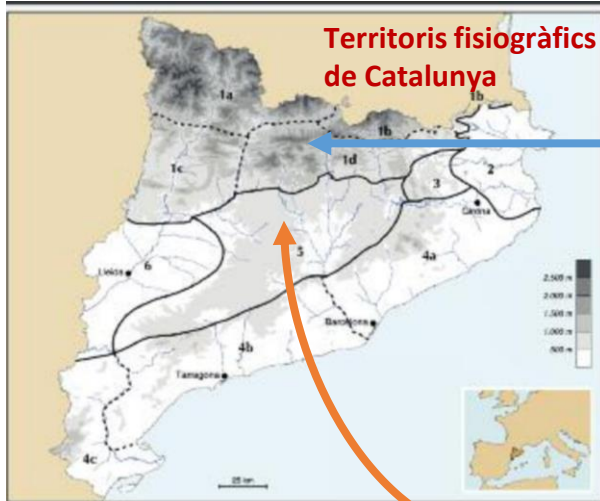 Territoris fisiogràfics
de Catalunya
1a
1b
1b
1c
1d
2
3
Girona
4a
5
6
Lleida
2.500 m
2.000 m
1.500 m
1.000 m
500 m
Barcelona
4b
Tarragona
4c
25 km